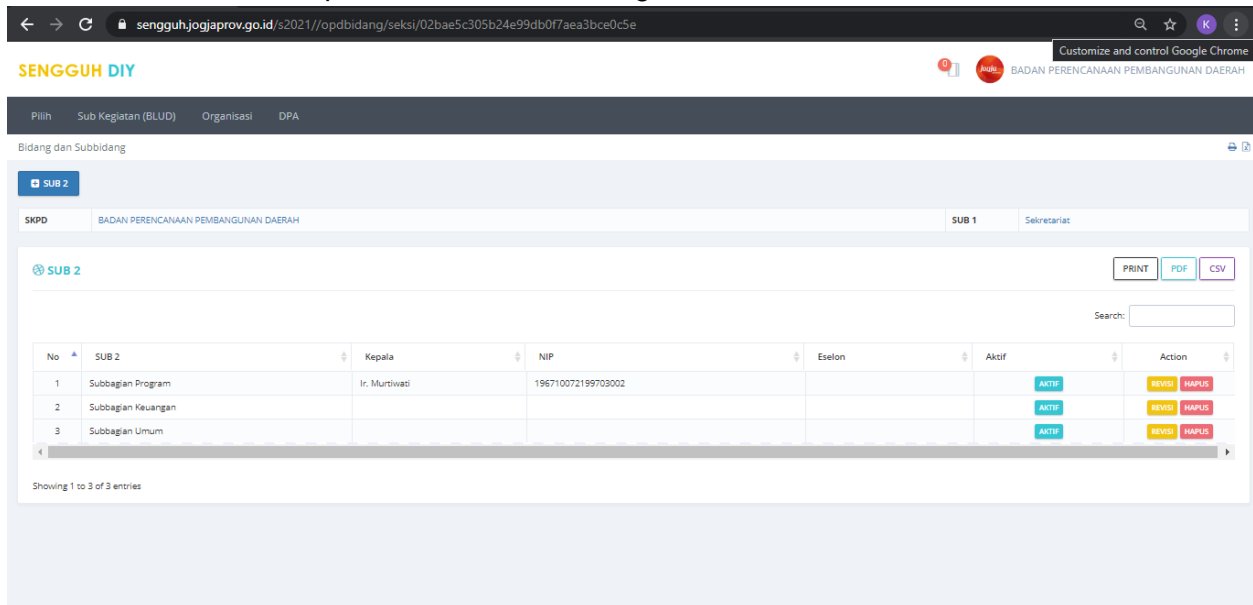 sengguh.jogjaprov.go.id/s2021//opdbidang/seksi/02bae5c305b24e99db0f7aea3bce0c5e
K
Customize and control Google Chrome
SENGGUH DIY
0
Jogja
BADAN PERENCANAAN PEMBANGUNAN DAERAH
Pilih Sub Kegiatan (BLUD) Organisasi DPA
Bidang dan Subbidang
SUB 2
SKPD BADAN PERENCANAAN PEMBANGUNAN DAERAH SUB 1 Sekretariat
SUB 2
PRINT PDF CSV
Search:
No SUB 2 Kepala NIP Eselon Aktif Action
1 Subbagian Program Ir. Murtiwati 196710072199703002 AKTIF REVISI HAPUS
2 Subbagian Keuangan AKTIF REVISI HAPUS
3 Subbagian Umum AKTIF REVISI HAPUS
Showing 1 to 3 of 3 entries